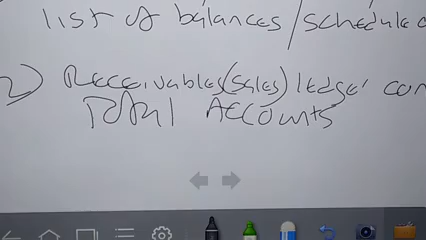 list of balances/schedule o
2) Receivables(sales) ledger con
Total Accounts